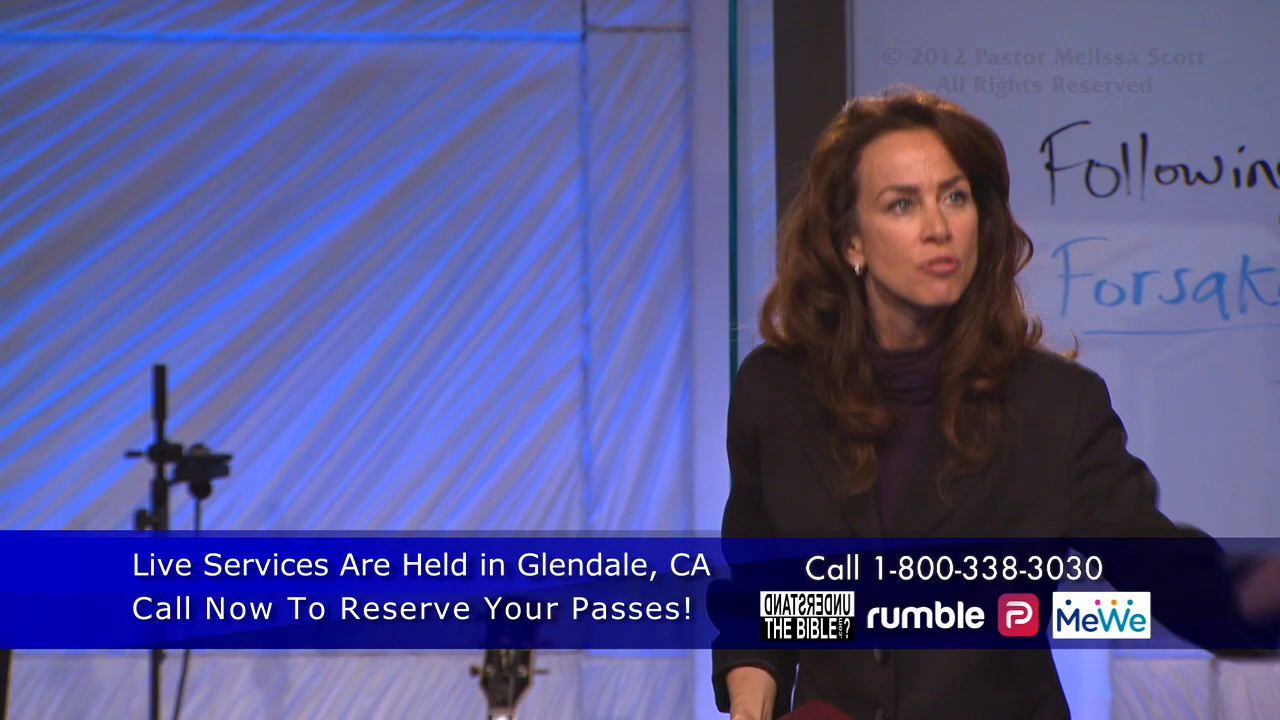 © 2012 Pastor Melissa Scott
All Rights Reserved
Followin
Forsak
Live Services Are Held in Glendale, CA
Call Now To Reserve Your Passes!
Call 1-800-338-3030
UNDERSTAND
THE BIBLE?
rumble
P
MeWe